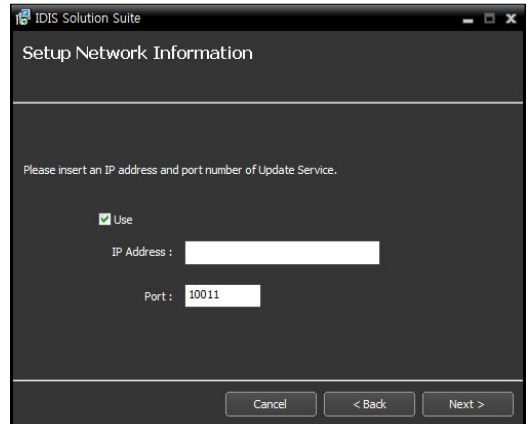 IDIS Solution Suite
Setup Network Information
Please insert an IP address and port number of Update Service.
Use
IP Address :
Port : 10011
Cancel < Back Next >